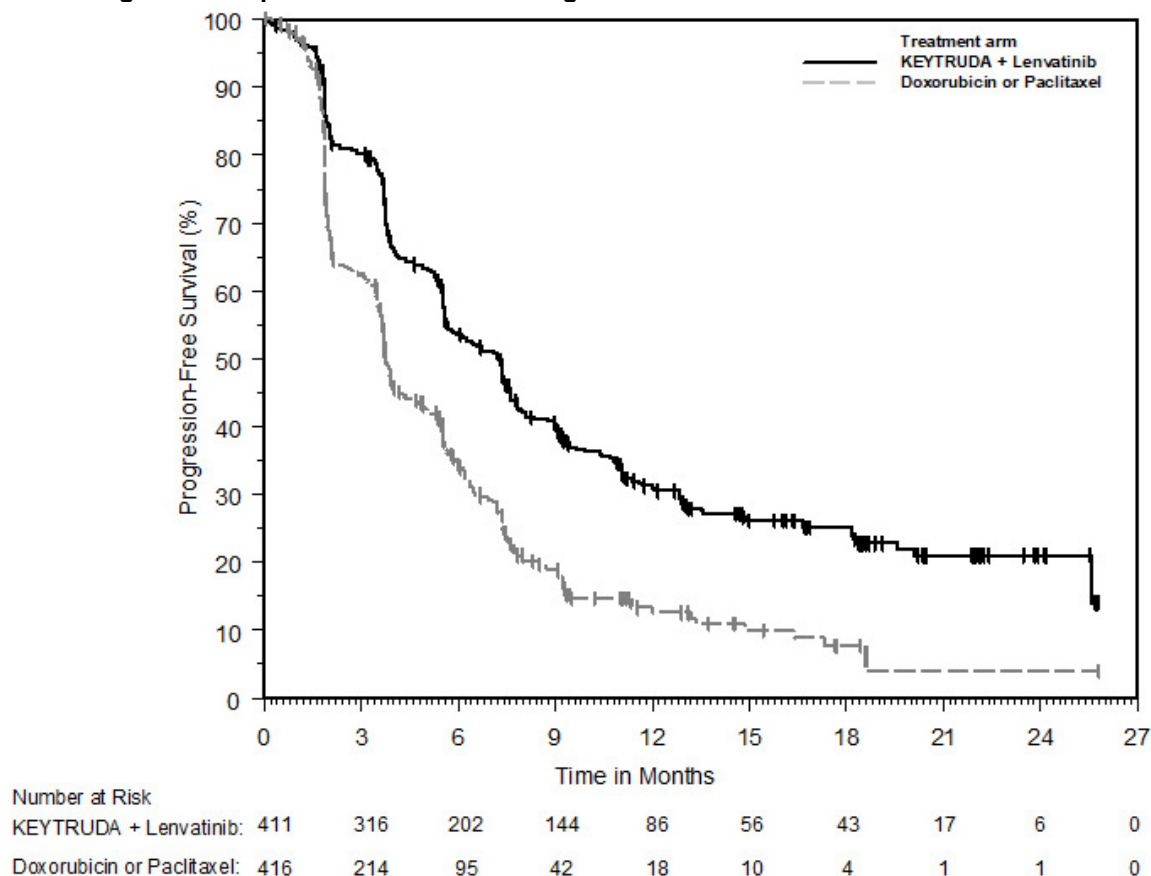 Treatment arm
KEYTRUDA + Lenvatinib
Doxorubicin or Paclitaxel
Progression-Free Survival (%)
100
90
80
70
60
50
40
30
20
10
0
0 3 6 9 12 15 18 21 24 27
Time in Months
Number at Risk
KEYTRUDA + Lenvatinib: 411 316 202 144 86 56 43 17 6 0
Doxorubicin or Paclitaxel: 416 214 95 42 18 10 4 1 1 0